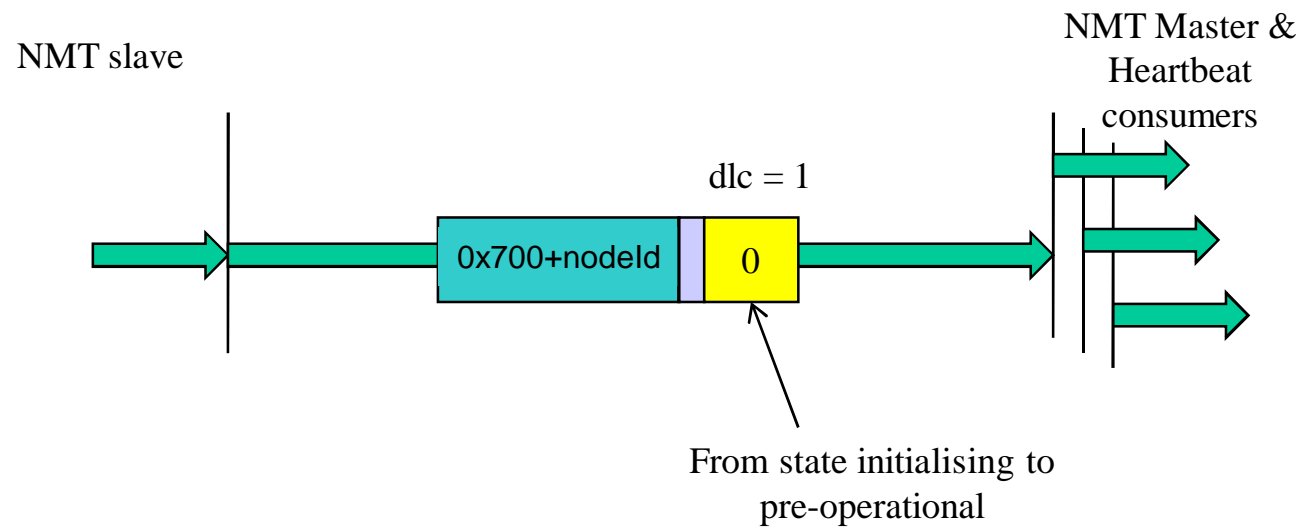 NMT slave
NMT Master &
Heartbeat
consumers
dlc = 1
0x700+nodeId
0
From state initialising to
pre-operational